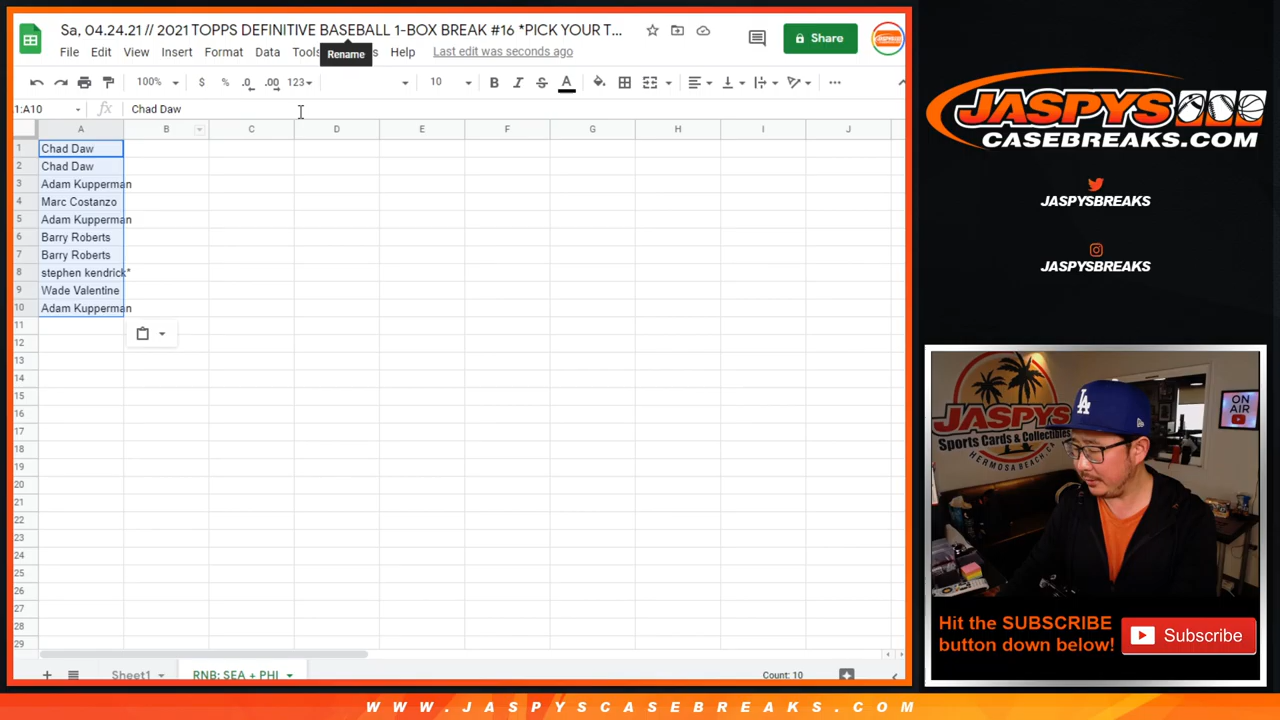 Sa, 04.24.21 // 2021 TOPPS DEFINITIVE BASEBALL 1-BOX BREAK #16 *PICK YOUR T...
Share
File Edit View Insert Format Data Tools Help Last edit was seconds ago
Rename
100% $ % .0 .00 123 10 B I S A
1:A10 fx Chad Daw
A B C D E F G H I J
1 Chad Daw
2 Chad Daw
3 Adam Kupperman
4 Marc Costanzo
5 Adam Kupperman
6 Barry Roberts
7 Barry Roberts
8 stephen kendrick*
9 Wade Valentine
10 Adam Kupperman
11
12
13
14
15
16
17
18
19
20
21
22
23
24
25
26
27
28
29
Sheet1 RNB: SEA + PHI Count: 10
JASPYS
CASEBREAKS.COM
JASPYSBREAKS
JASPYSBREAKS
JASPYS
Sports Cards & Collectibles
HERMOSA BEACH,
LA
ON
AIR
Hit the SUBSCRIBE
button down below!
Subscribe
WWW.JASPYSCASEBREAKS.COM